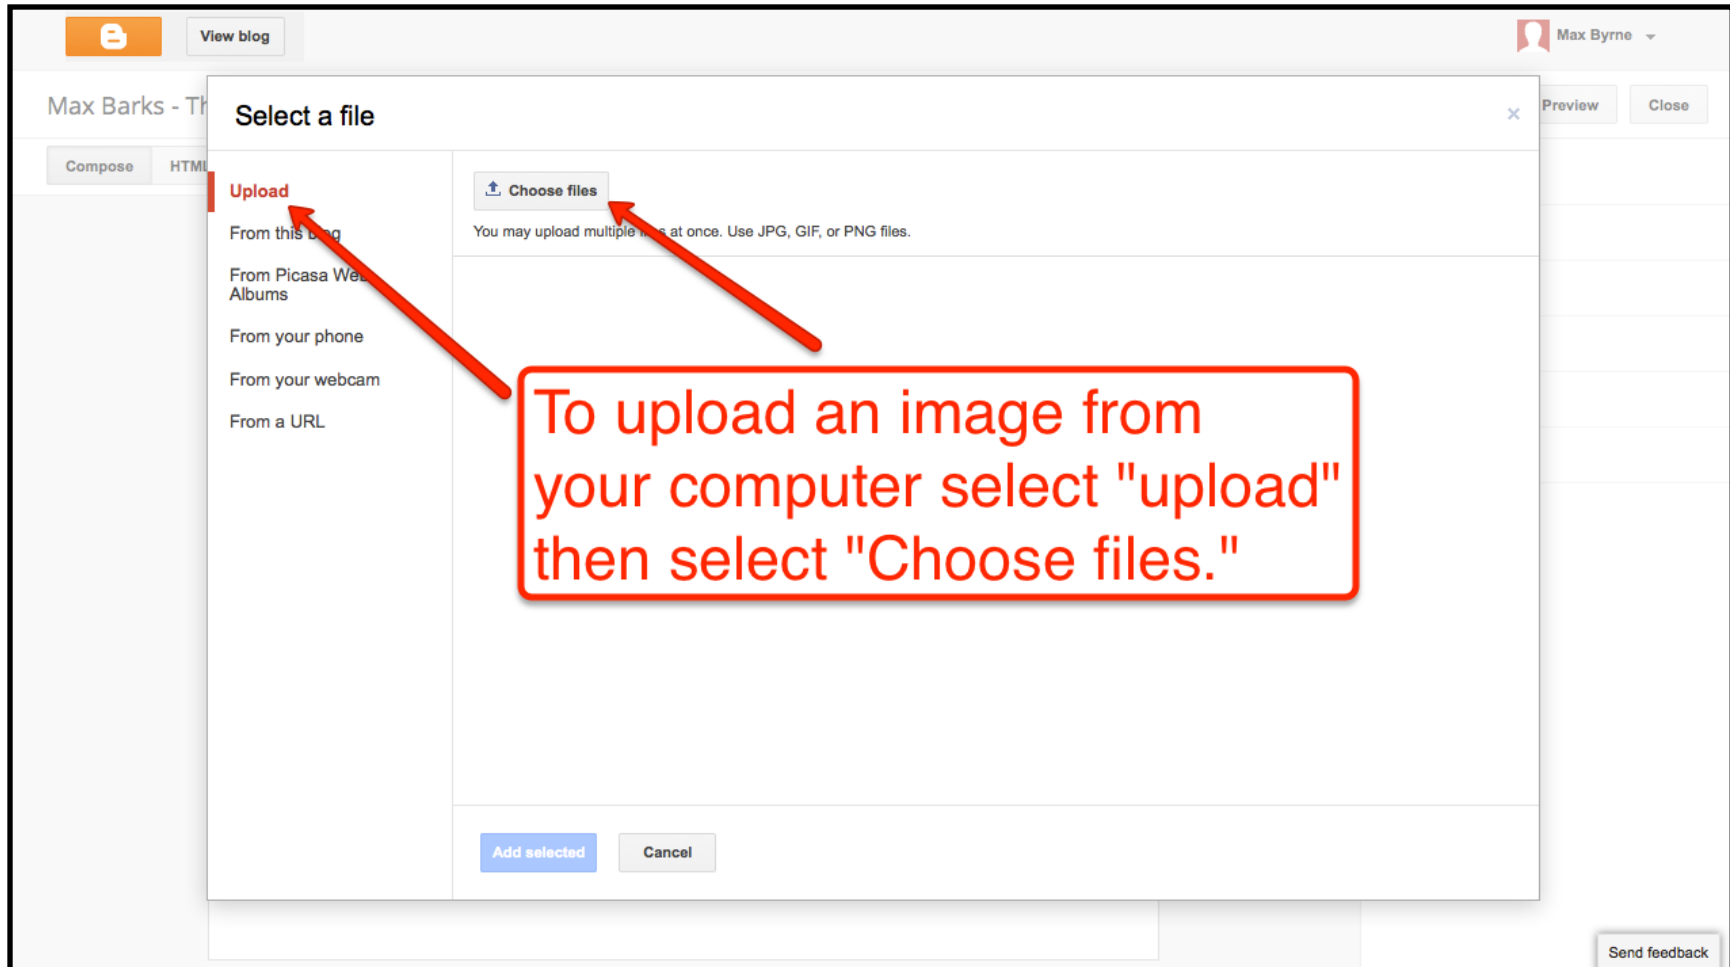 View blog
Max Byrne
Max Barks - Th
Select a file
×
Preview
Close
Compose
HTML
Upload
Choose files
From this blog
You may upload multiple files at once. Use JPG, GIF, or PNG files.
From Picasa Web
Albums
From your phone
From your webcam
From a URL
To upload an image from
your computer select "upload"
then select "Choose files."
Add selected
Cancel
Send feedback